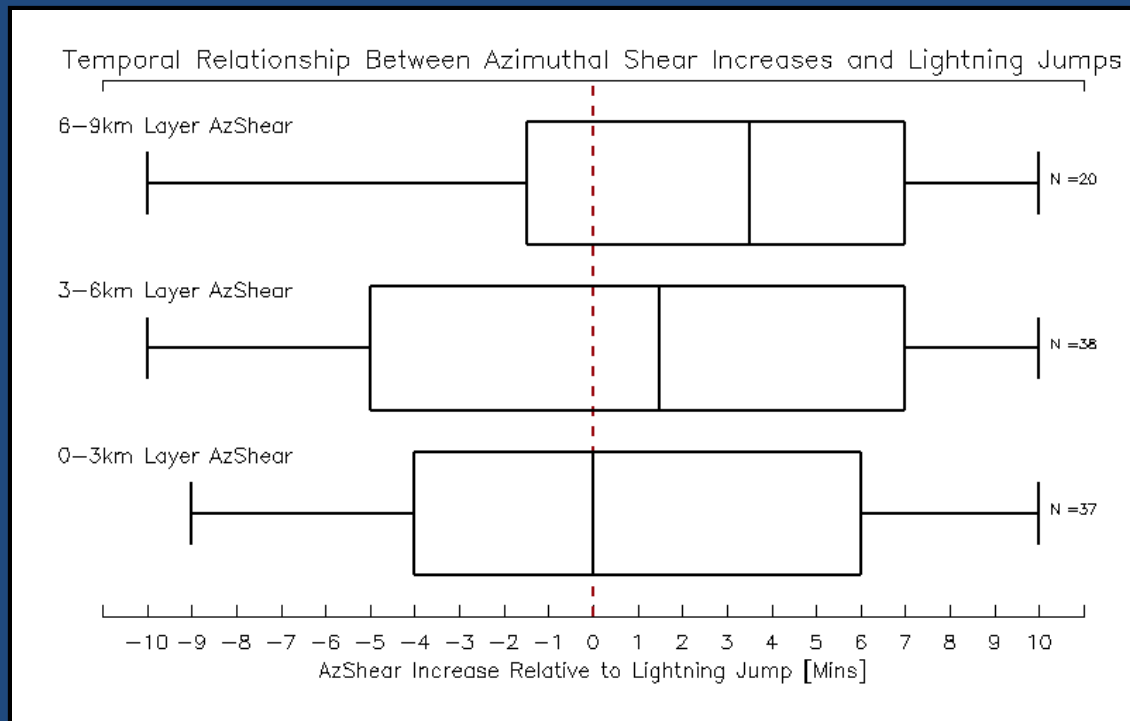 Temporal Relationship Between Azimuthal Shear Increases and Lightning Jumps
6-9km Layer AzShear
N =20
3-6km Layer AzShear
N =38
0-3km Layer AzShear
N =37
-10 -9 -8 -7 -6 -5 -4 -3 -2 -1 0 1 2 3 4 5 6 7 8 9 10
AzShear Increase Relative to Lightning Jump [Mins]